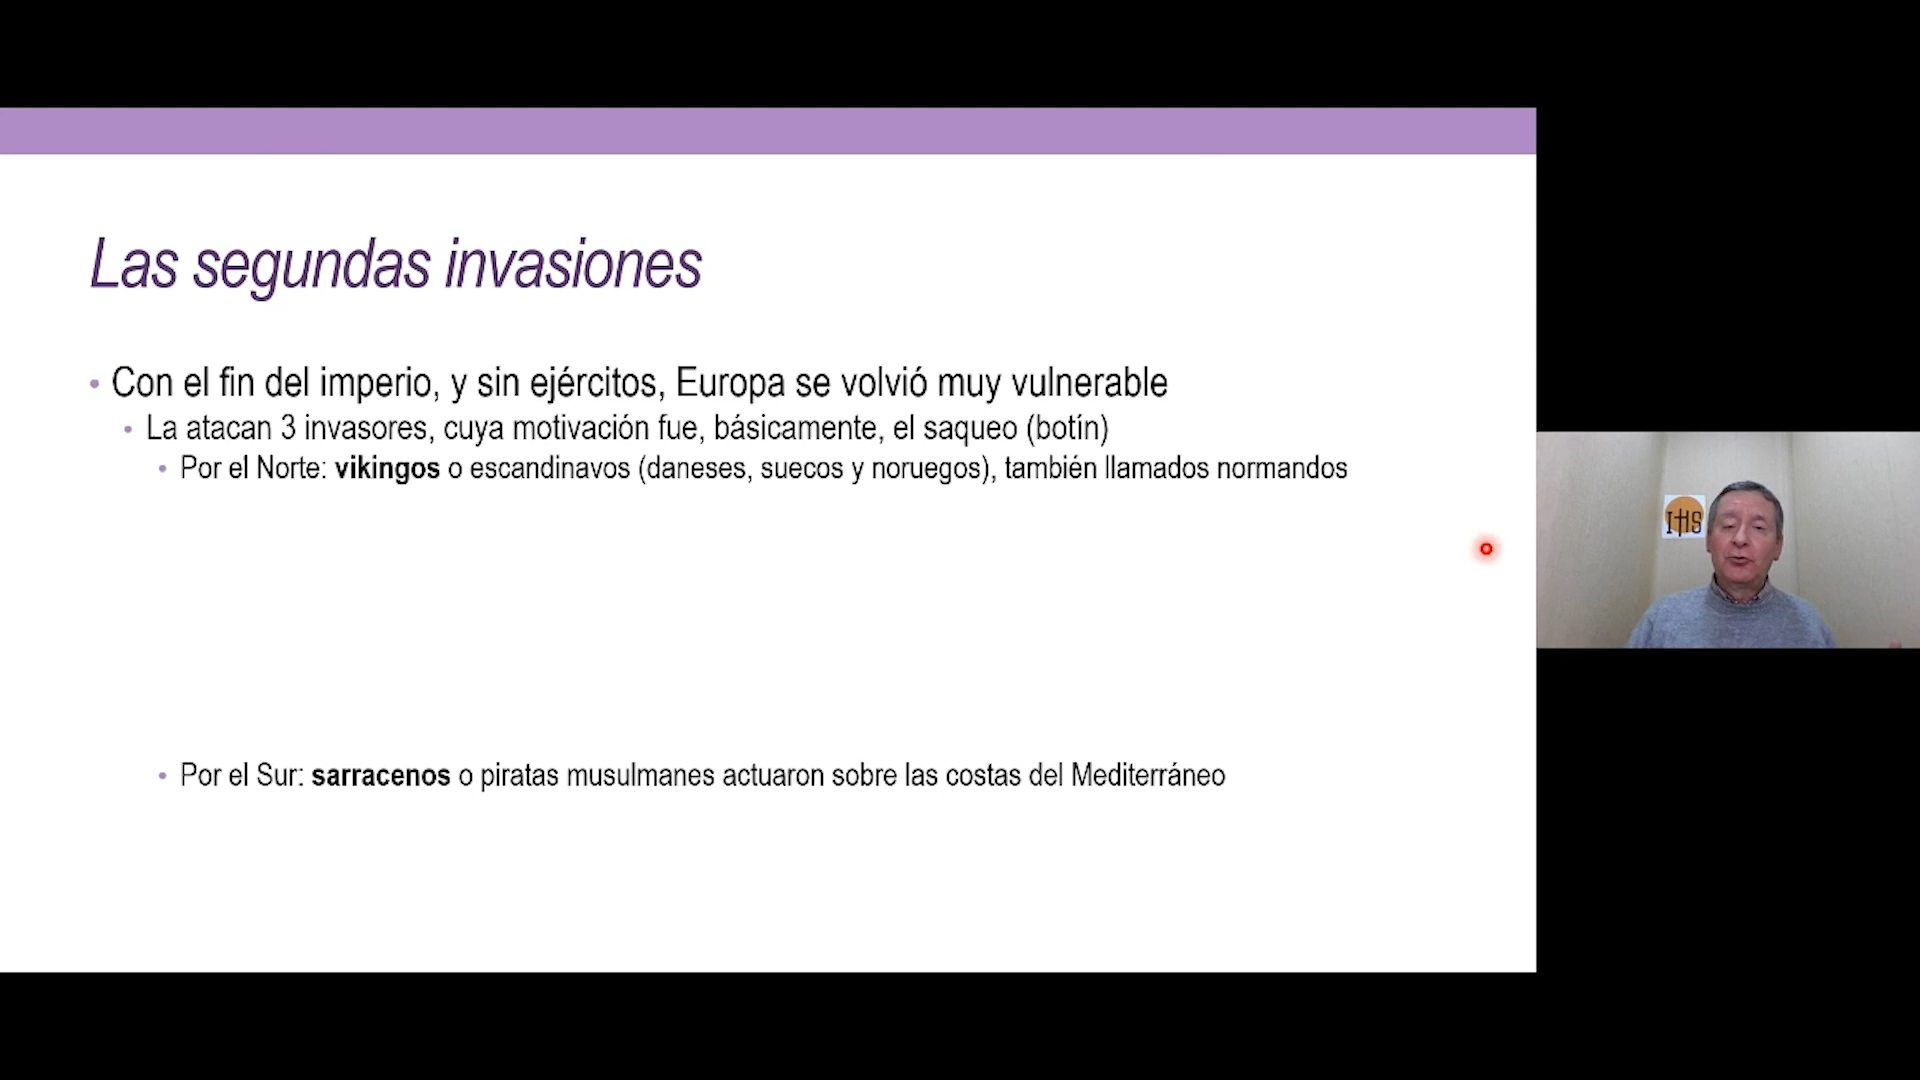 Las segundas invasiones
• Con el fin del imperio, y sin ejércitos, Europa se volvió muy vulnerable
• La atacan 3 invasores, cuya motivación fue, básicamente, el saqueo (botín)
• Por el Norte: vikingos o escandinavos (daneses, suecos y noruegos), también llamados normandos
IHS
• Por el Sur: sarracenos o piratas musulmanes actuaron sobre las costas del Mediterráneo